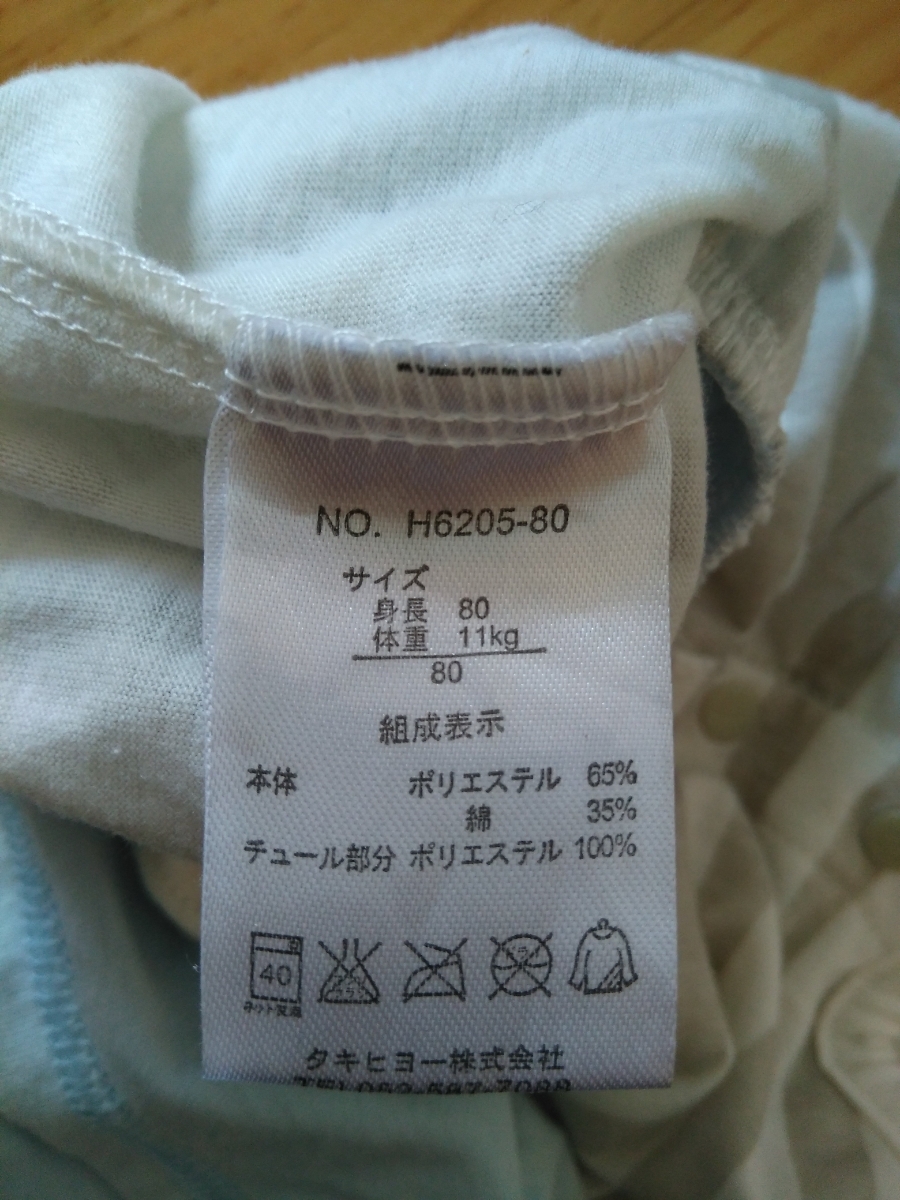 NO. H6205-80
サイズ
身長 80
体重 11kg
80
組成表示
本体 ポリエステル 65%
綿 35%
チュール部分 ポリエステル 100%
40
タキヒヨー株式会社